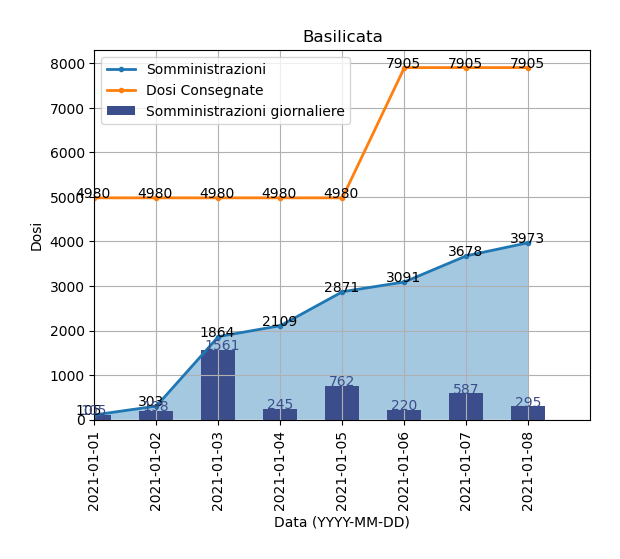 Basilicata
Somministrazioni
Dosi Consegnate
Somministrazioni giornaliere
Dosi
8000
7000
6000
5000
4000
3000
2000
1000
0
7905 7905 7905
4980 4980 4980 4980 4980
303 1864 2109 2871 3091 3678 3973
1561 245 762 220 587 295
2021-01-01
2021-01-02
2021-01-03
2021-01-04
2021-01-05
2021-01-06
2021-01-07
2021-01-08
Data (YYYY-MM-DD)